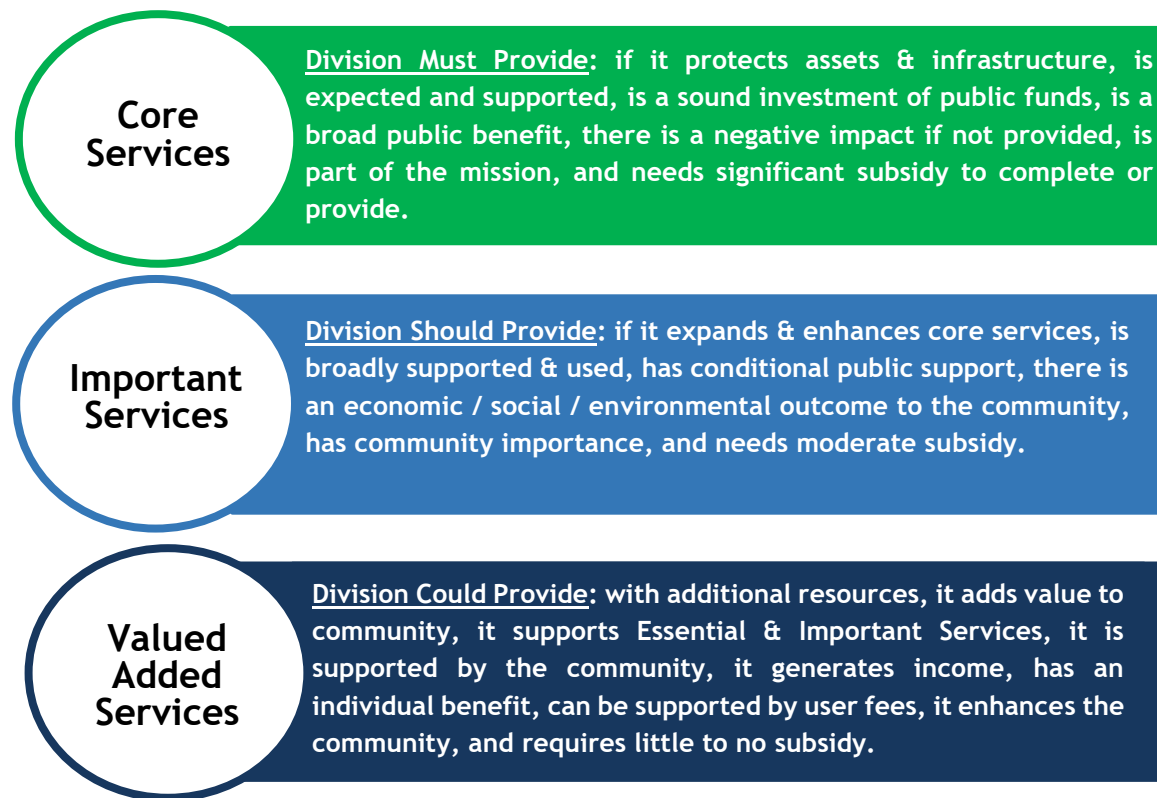 Core
Services
Division Must Provide: if it protects assets & infrastructure, is
expected and supported, is a sound investment of public funds, is a
broad public benefit, there is a negative impact if not provided, is
part of the mission, and needs significant subsidy to complete or
provide.
Important
Services
Division Should Provide: if it expands & enhances core services, is
broadly supported & used, has conditional public support, there is
an economic / social / environmental outcome to the community,
has community importance, and needs moderate subsidy.
Valued
Added
Services
Division Could Provide: with additional resources, it adds value to
community, it supports Essential & Important Services, it is
supported by the community, it generates income, has an
individual benefit, can be supported by user fees, it enhances the
community, and requires little to no subsidy.